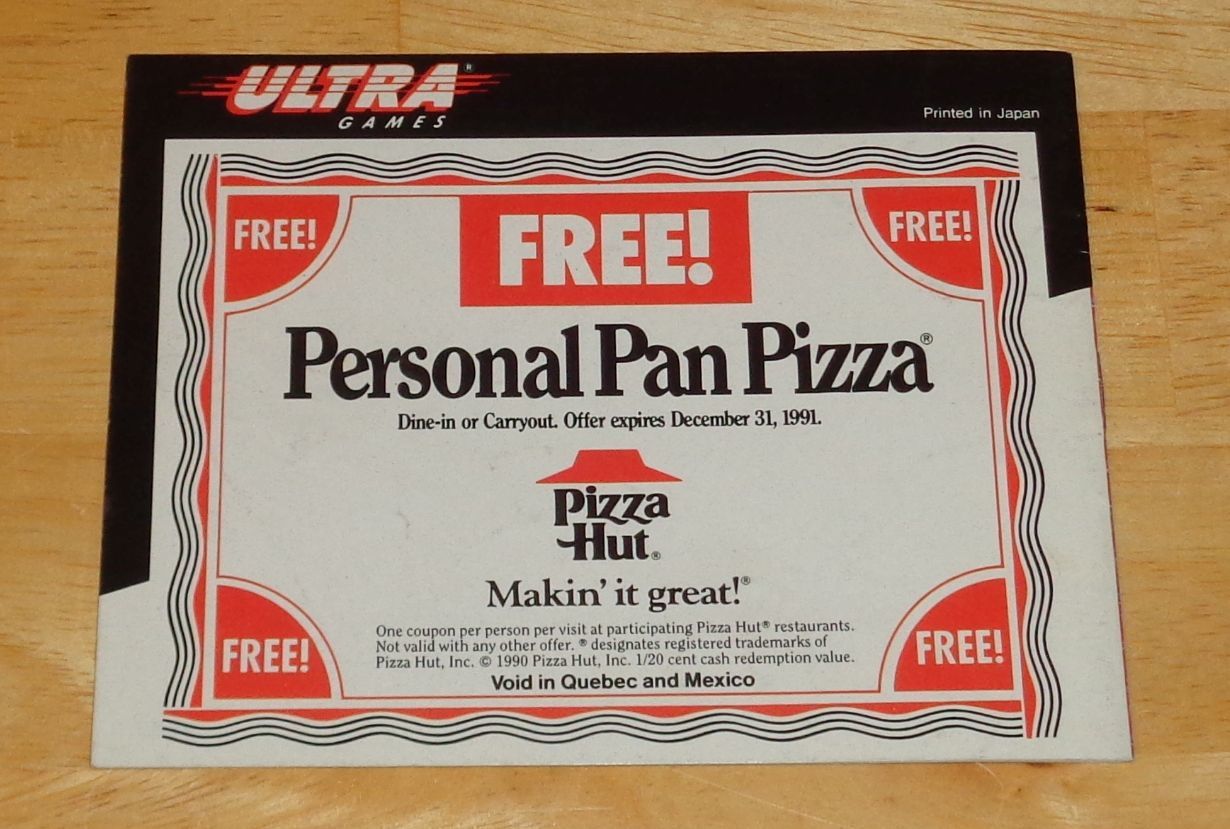 ULTRA®
GAMES
Printed in Japan
FREE!
FREE!
FREE!
Personal Pan Pizza®
Dine-in or Carryout. Offer expires December 31, 1991.
Pizza
Hut®
Makin' it great!®
One coupon per person per visit at participating Pizza Hut® restaurants.
Not valid with any other offer. ® designates registered trademarks of
Pizza Hut, Inc. © 1990 Pizza Hut, Inc. 1/20 cent cash redemption value.
Void in Quebec and Mexico
FREE!
FREE!